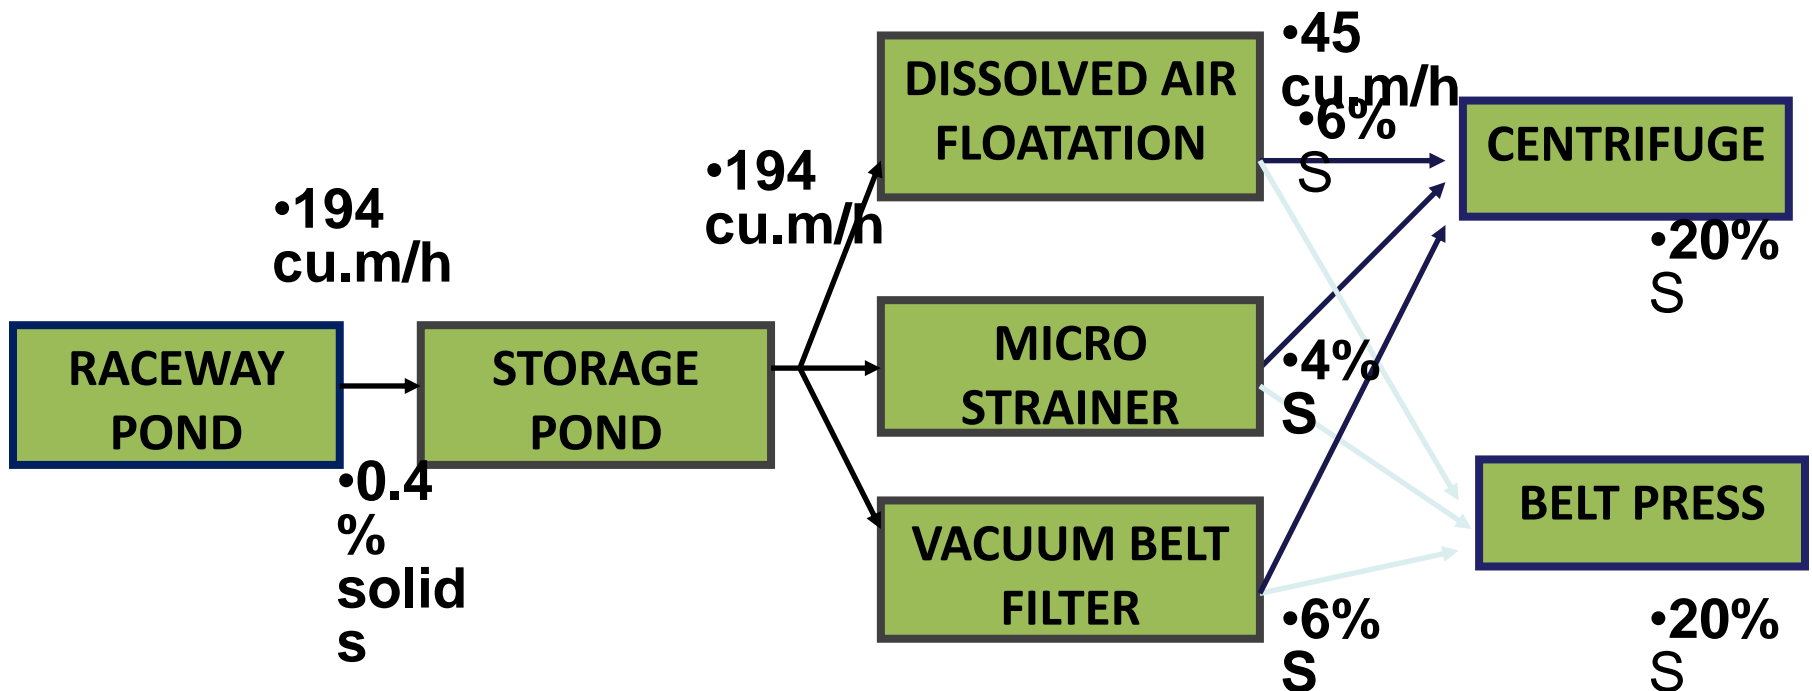 RACEWAY
POND
•194
cu.m/h
•0.4
%
solid
s
STORAGE
POND
•194
cu.m/h
DISSOLVED AIR
FLOATATION
MICRO
STRAINER
VACUUM BELT
FILTER
•45
cu.m/h
•6%
S
•4%
S
•6%
S
CENTRIFUGE
•20%
S
BELT PRESS
•20%
S